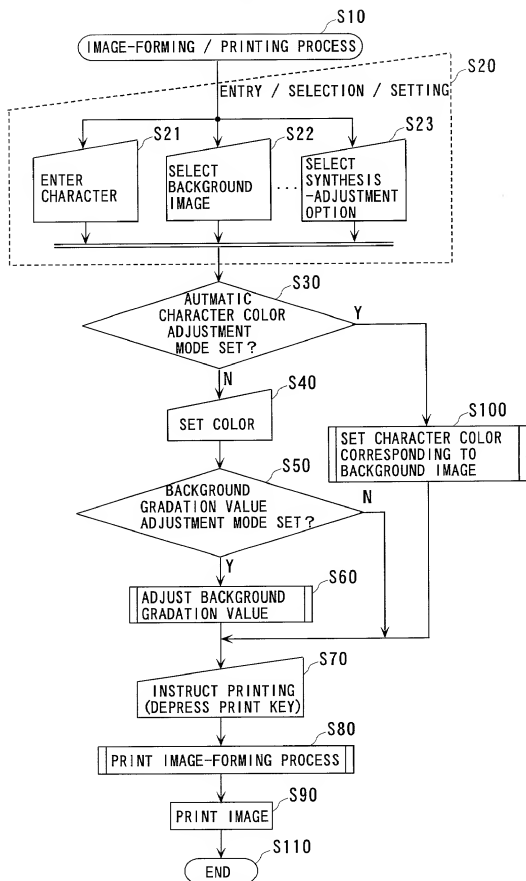 S10
IMAGE-FORMING / PRINTING PROCESS
S20
ENTRY / SELECTION / SETTING
S21
ENTER
CHARACTER
S22
SELECT
BACKGROUND
IMAGE
...
S23
SELECT
SYNTHESIS
-ADJUSTMENT
OPTION
S30
AUTMATIC
CHARACTER COLOR
ADJUSTMENT
MODE SET?
Y
N
S40
SET COLOR
S100
SET CHARACTER COLOR
CORRESPONDING TO
BACKGROUND IMAGE
S50
BACKGROUND
GRADATION VALUE
ADJUSTMENT MODE SET?
N
Y
S60
ADJUST BACKGROUND
GRADATION VALUE
S70
INSTRUCT PRINTING
(DEPRESS PRINT KEY)
S80
PRINT IMAGE-FORMING PROCESS
S90
PRINT IMAGE
S110
END